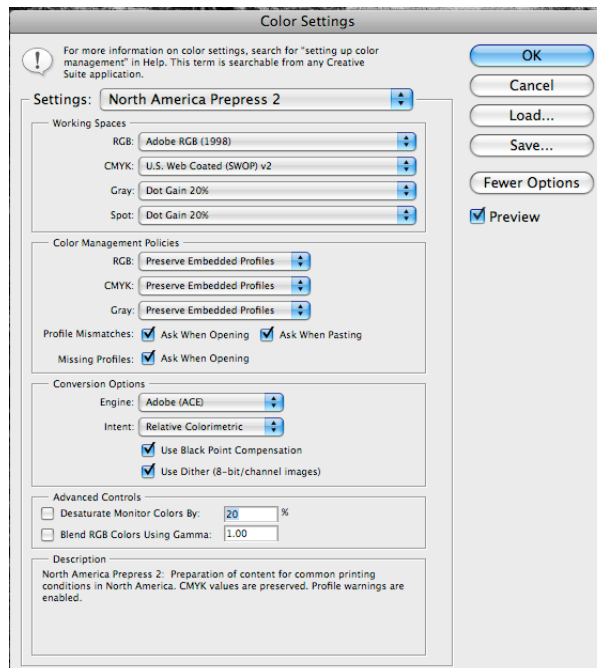 Color Settings
For more information on color settings, search for "setting up color
management" in Help. This term is searchable from any Creative
Suite application.
Settings: North America Prepress 2
Working Spaces
RGB: Adobe RGB (1998)
CMYK: U.S. Web Coated (SWOP) v2
Gray: Dot Gain 20%
Spot: Dot Gain 20%
Color Management Policies
RGB: Preserve Embedded Profiles
CMYK: Preserve Embedded Profiles
Gray: Preserve Embedded Profiles
Profile Mismatches: Ask When Opening Ask When Pasting
Missing Profiles: Ask When Opening
Conversion Options
Engine: Adobe (ACE)
Intent: Relative Colorimetric
Use Black Point Compensation
Use Dither (8-bit/channel images)
Advanced Controls
Desaturate Monitor Colors By: 20 %
Blend RGB Colors Using Gamma: 1.00
Description
North America Prepress 2: Preparation of content for common printing
conditions in North America. CMYK values are preserved. Profile warnings are
enabled.
OK
Cancel
Load...
Save...
Fewer Options
Preview